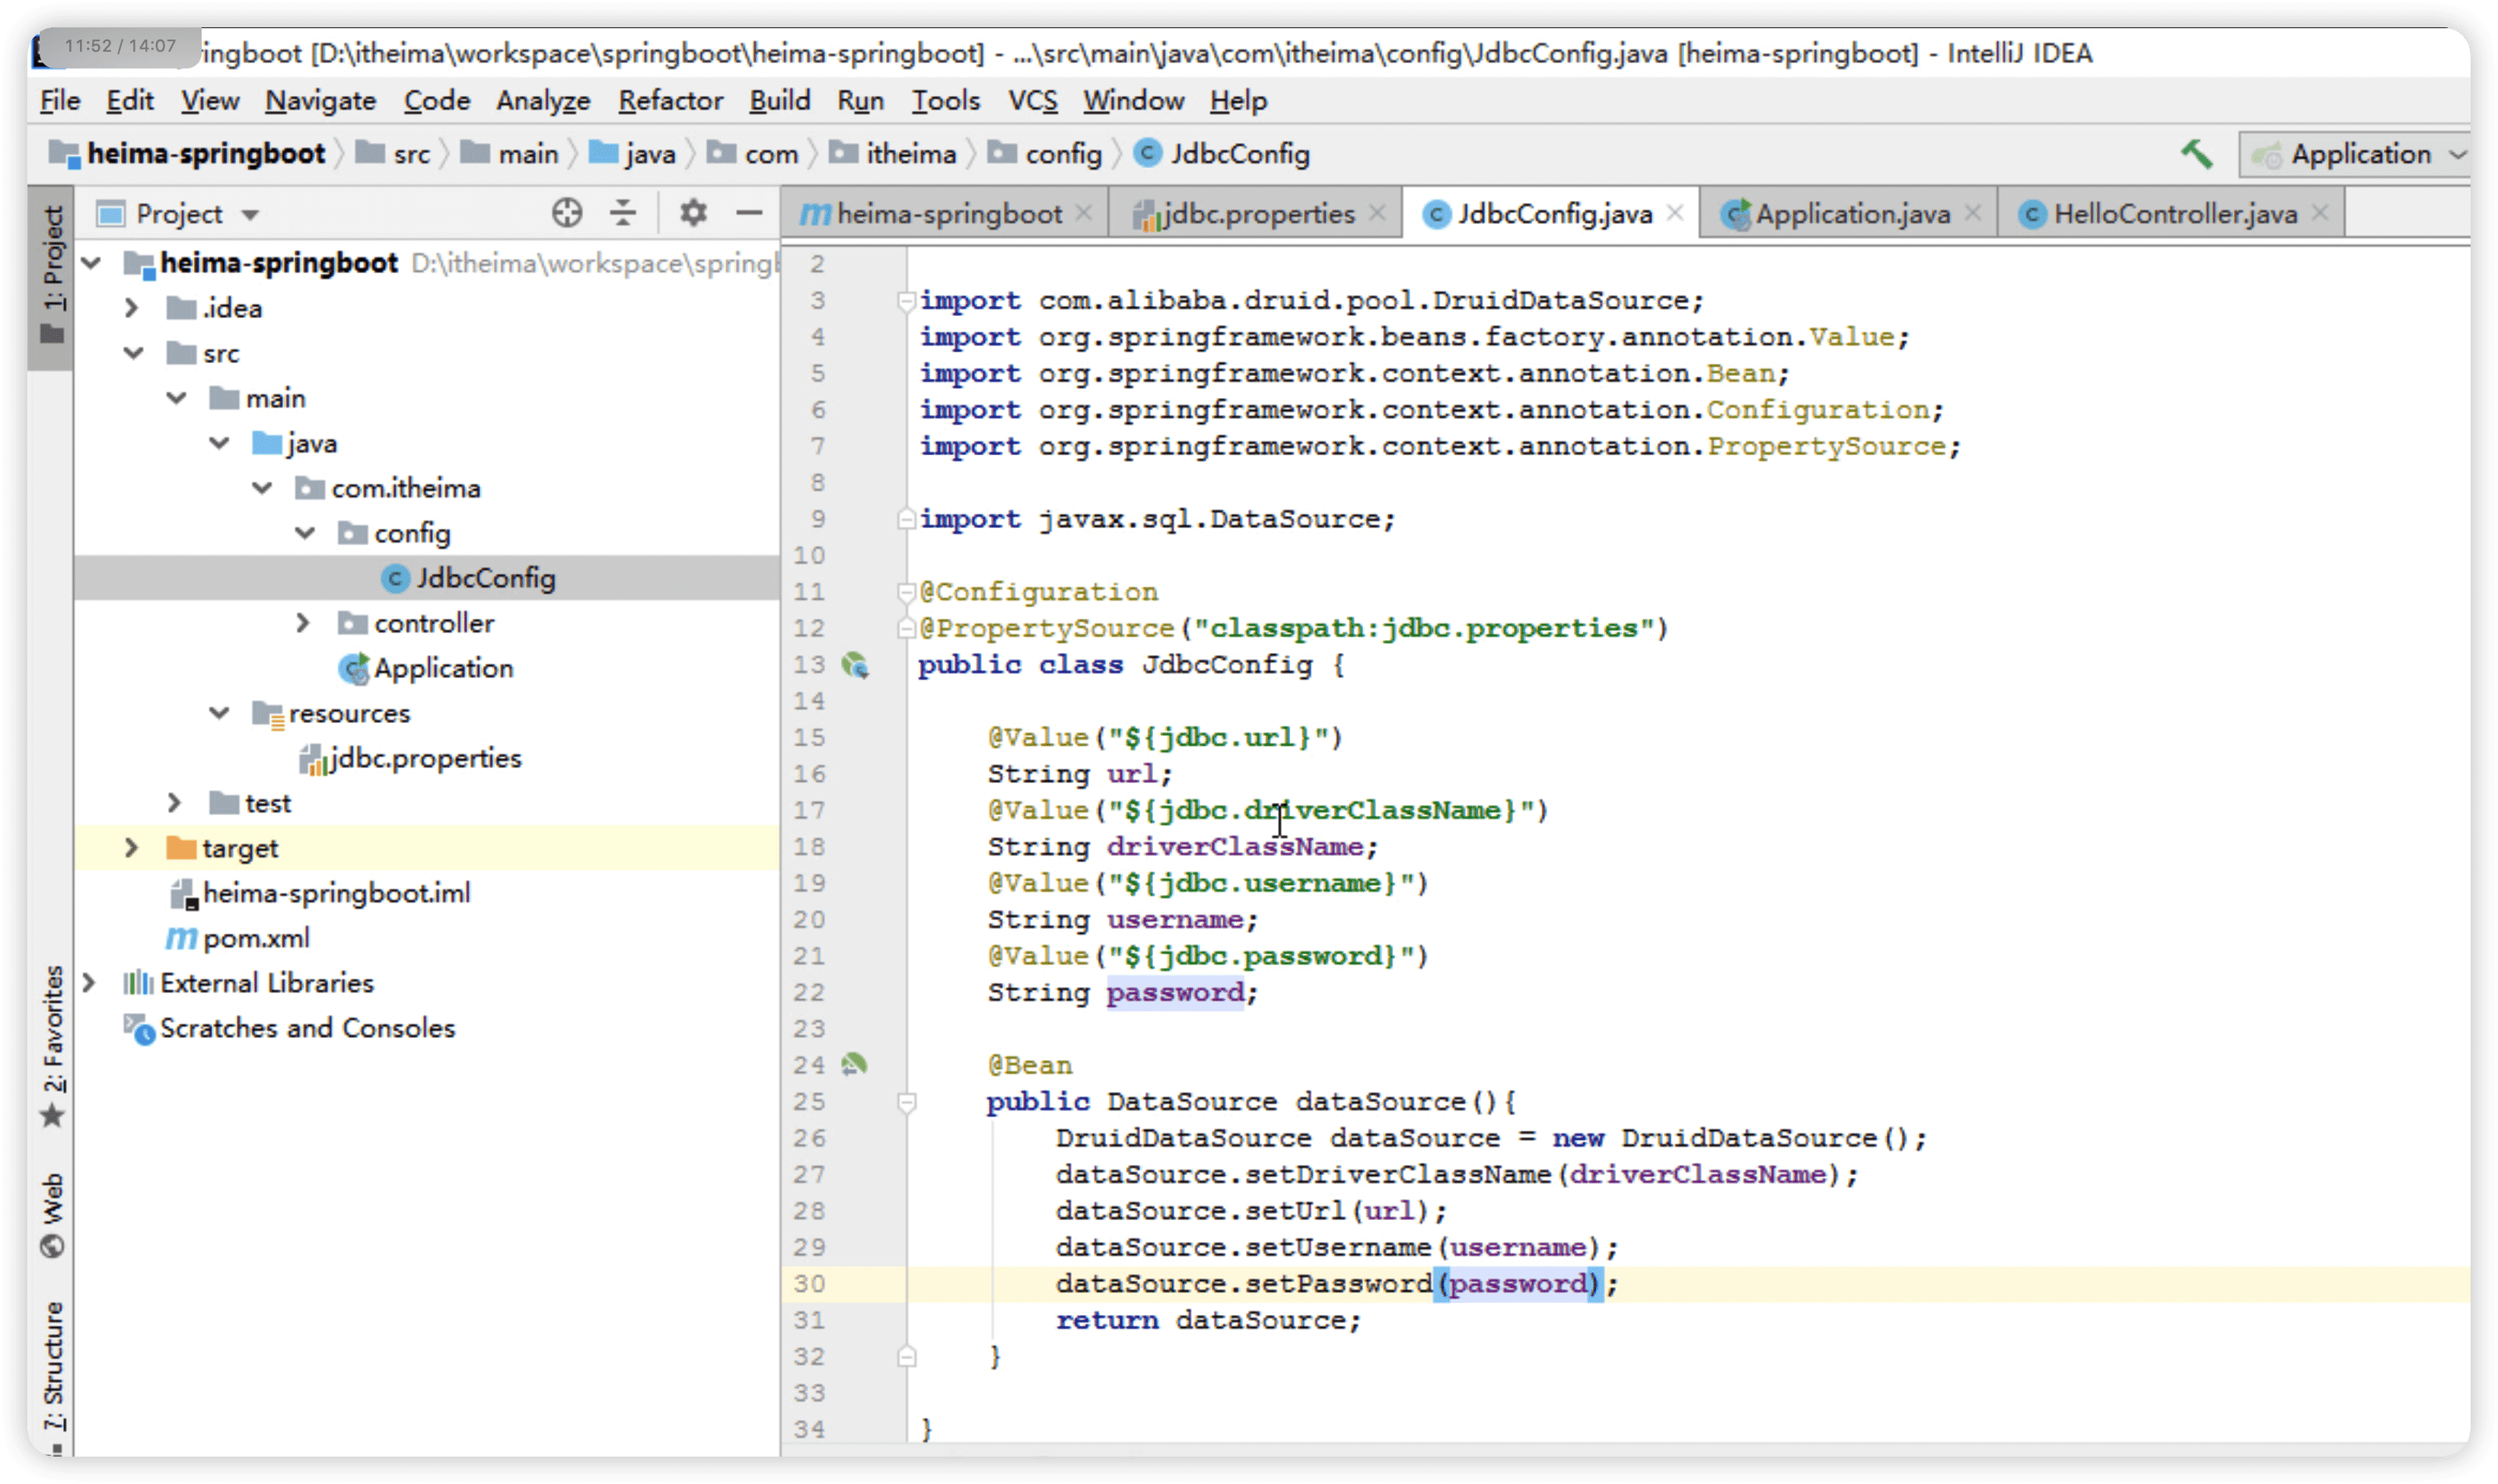 11:52 / 14:07
ingboot [D:\itheima\workspace\springboot\heima-springboot] - ...\src\main\java\com\itheima\config\JdbcConfig.java [heima-springboot] - IntelliJ IDEA
File Edit View Navigate Code Analyze Refactor Build Run Tools VCS Window Help
heima-springboot src main java com itheima config JdbcConfig Application
1: Project
2: Favorites
Web
7: Structure
Project
heima-springboot D:\itheima\workspace\spring
.idea
src
main
java
com.itheima
config
JdbcConfig
controller
Application
resources
jdbc.properties
test
target
heima-springboot.iml
pom.xml
External Libraries
Scratches and Consoles
heima-springboot jdbc.properties JdbcConfig.java Application.java HelloController.java
2
3 import com.alibaba.druid.pool.DruidDataSource;
4 import org.springframework.beans.factory.annotation.Value;
5 import org.springframework.context.annotation.Bean;
6 import org.springframework.context.annotation.Configuration;
7 import org.springframework.context.annotation.PropertySource;
8
9 import javax.sql.DataSource;
10
11 @Configuration
12 @PropertySource("classpath:jdbc.properties")
13 public class JdbcConfig {
14
15 @Value("${jdbc.url}")
16 String url;
17 @Value("${jdbc.driverClassName}")
18 String driverClassName;
19 @Value("${jdbc.username}")
20 String username;
21 @Value("${jdbc.password}")
22 String password;
23
24 @Bean
25 public DataSource dataSource(){
26 DruidDataSource dataSource = new DruidDataSource();
27 dataSource.setDriverClassName(driverClassName);
28 dataSource.setUrl(url);
29 dataSource.setUsername(username);
30 dataSource.setPassword(password);
31 return dataSource;
32 }
33
34 }